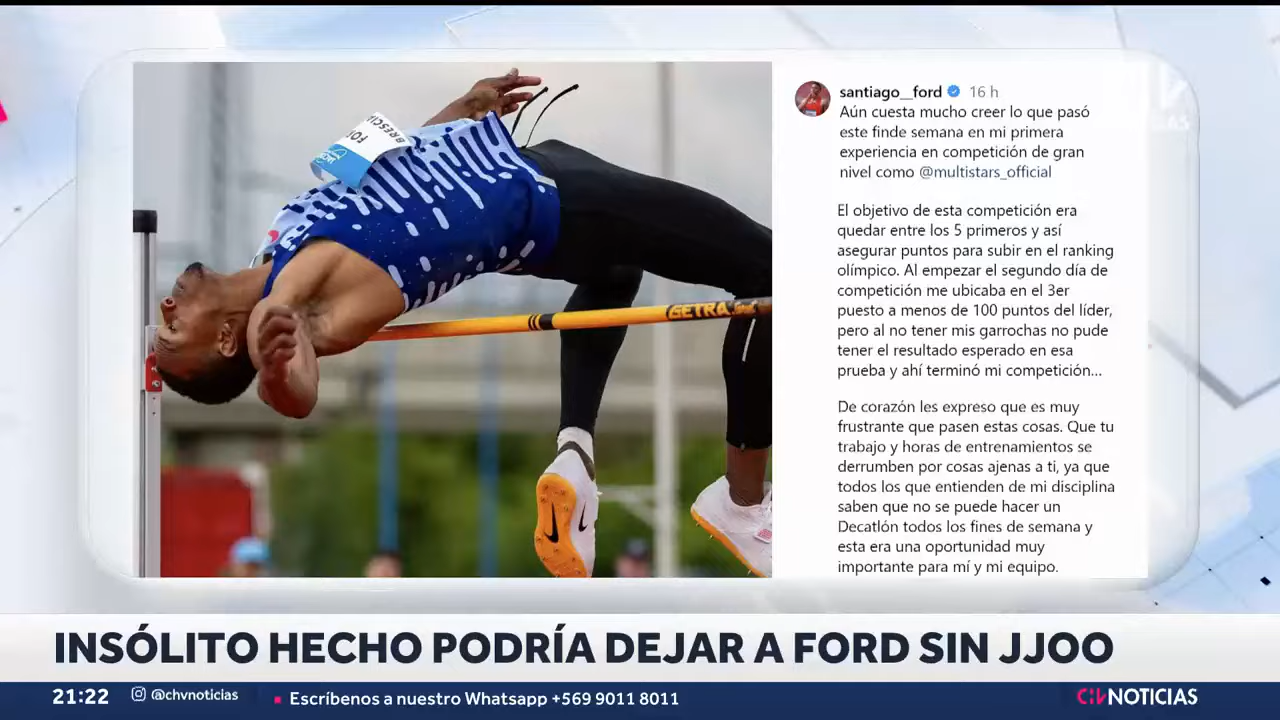 santiago__ford 16 h
Aún cuesta mucho creer lo que pasó
este finde semana en mi primera
experiencia en competición de gran
nivel como @multistars_official
El objetivo de esta competición era
quedar entre los 5 primeros y así
asegurar puntos para subir en el ranking
olímpico. Al empezar el segundo día de
competición me ubicaba en el 3er
puesto a menos de 100 puntos del líder,
pero al no tener mis garrochas no pude
tener el resultado esperado en esa
prueba y ahí terminó mi competición...
De corazón les expreso que es muy
frustrante que pasen estas cosas. Que tu
trabajo y horas de entrenamientos se
derrumben por cosas ajenas a ti, ya que
todos los que entienden de mi disciplina
saben que no se puede hacer un
Decatlón todos los fines de semana y
esta era una oportunidad muy
importante para mí y mi equipo.
GETRA
INSÓLITO HECHO PODRÍA DEJAR A FORD SIN JJOO
21:22 @chvnoticias Escríbenos a nuestro Whatsapp +569 9011 8011 CHV NOTICIAS